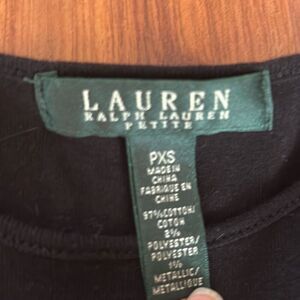 LAUREN
RALPH LAUREN
PETITE
PXS
MADE IN
CHINA
FABRIQUE EN
CHINE
97% COTTON/
COTON
2%
POLYESTER/
POLYESTER
1%
METALLIC/
METALLIQUE